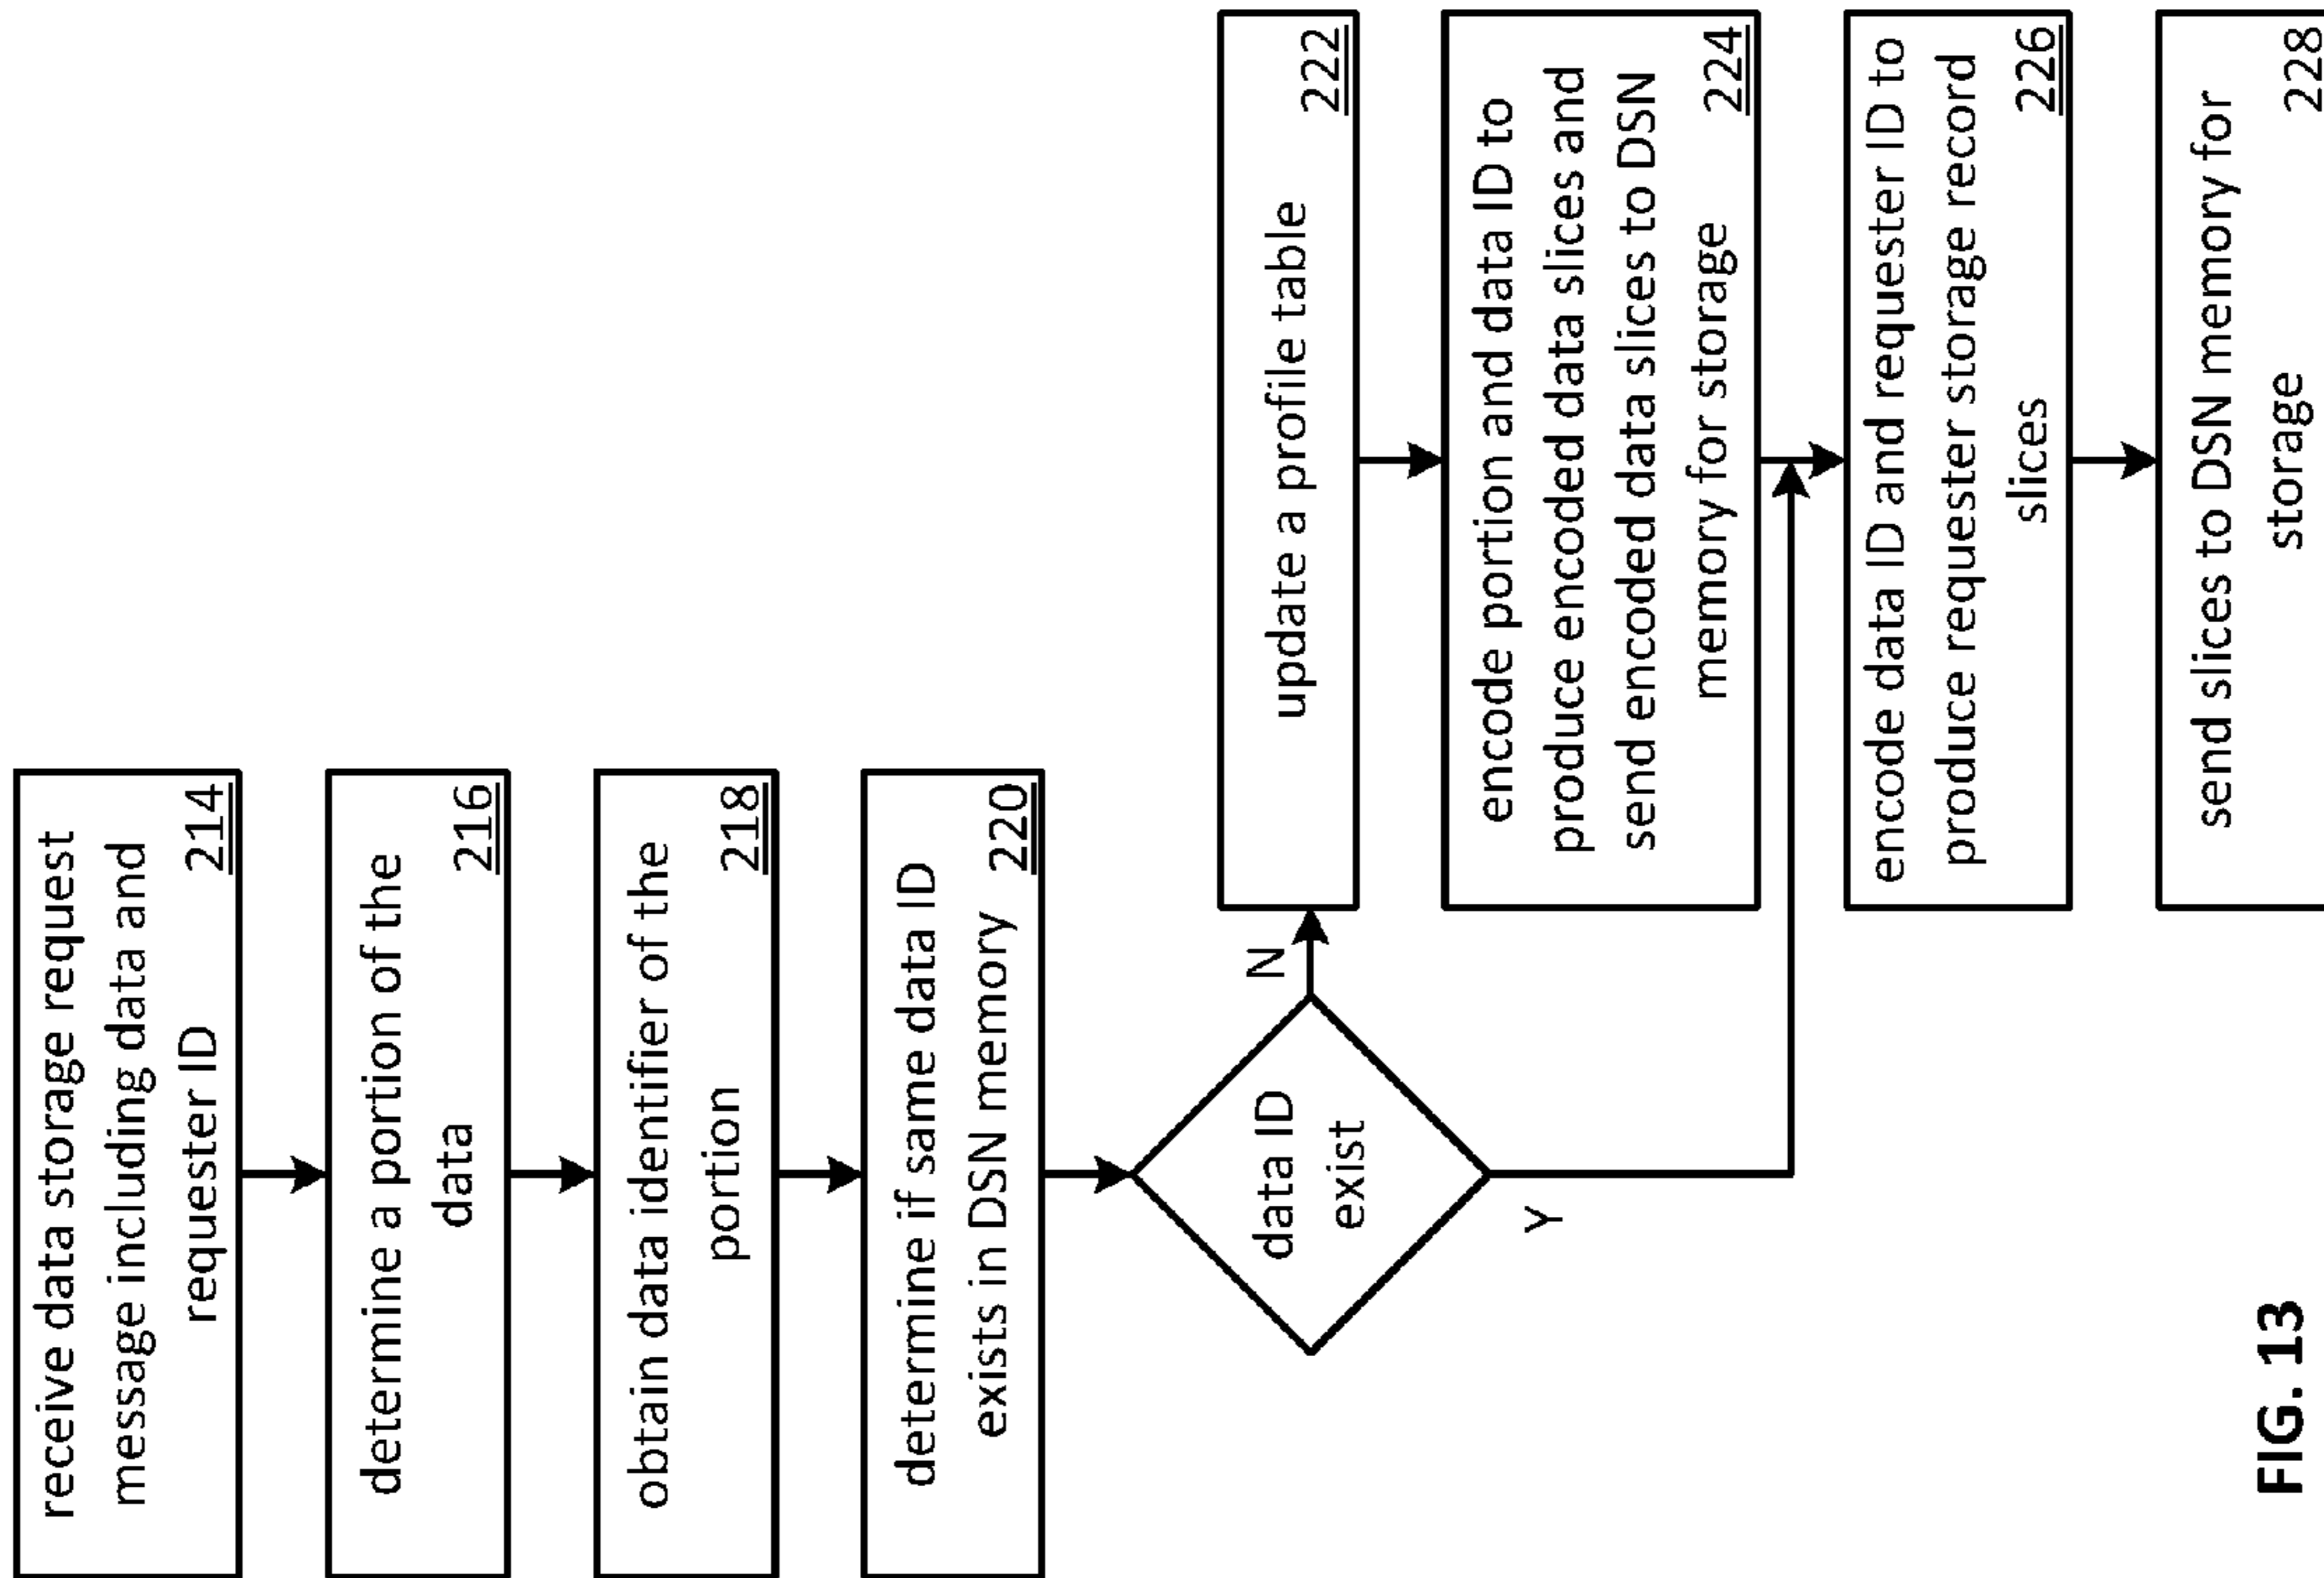 receive data storage request
message including data and
requester ID
214
determine a portion of the
data
216
obtain data identifier of the
portion
218
determine if same data ID
exists in DSN memory
220
data ID
exist
N
Y
update a profile table
222
encode portion and data ID to
produce encoded data slices and
send encoded data slices to DSN
memory for storage
224
encode data ID and requester ID to
produce requester storage record
slices
226
send slices to DSN memory for
storage
228
FIG. 13